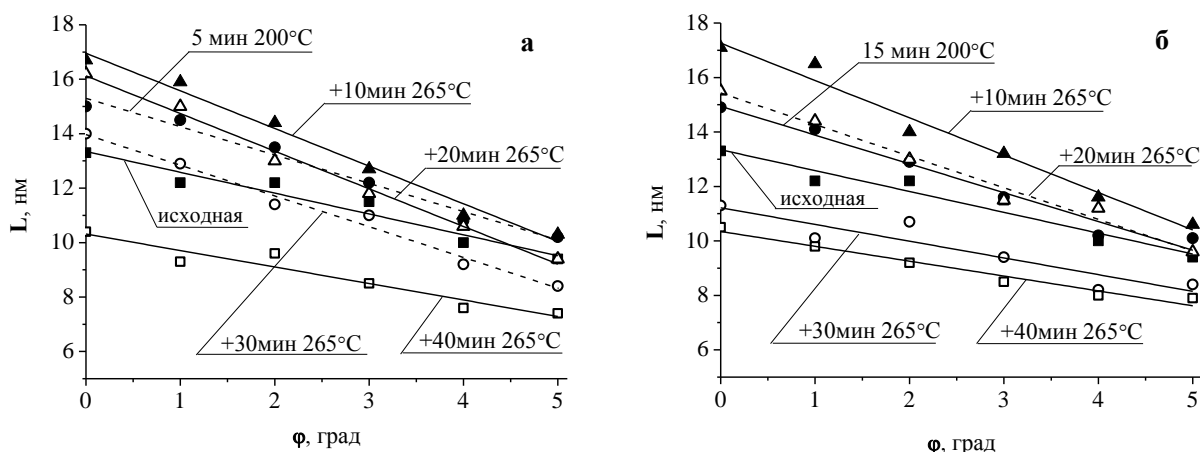 18
16
14
12
10
8
6
0
1
2
3
4
5
L, нм
φ, град
а
5 мин 200°C
+10мин 265°C
+20мин 265°C
исходная
+30мин 265°C
+40мин 265°C
18
16
14
12
10
8
6
0
1
2
3
4
5
L, нм
φ, град
б
15 мин 200°C
+10мин 265°C
+20мин 265°C
исходная
+30мин 265°C
+40мин 265°C